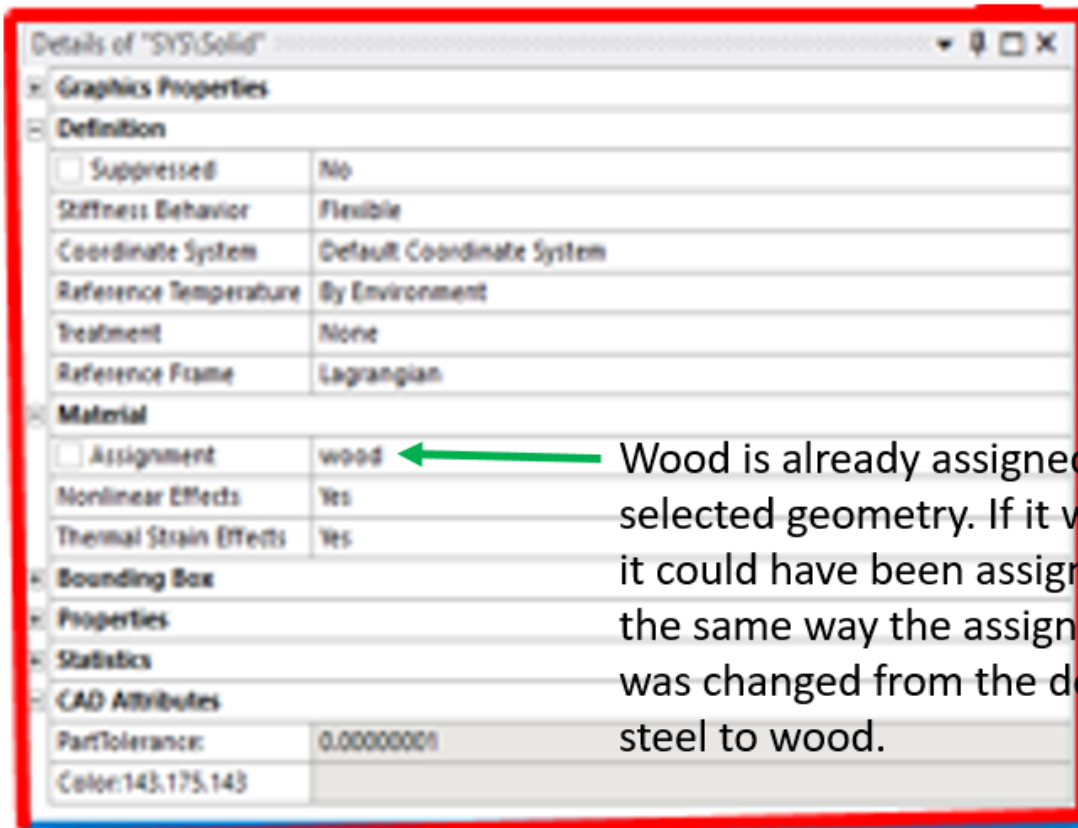 Details of "SYS\Solid"
Graphics Properties
Definition
Suppressed No
Stiffness Behavior Flexible
Coordinate System Default Coordinate System
Reference Temperature By Environment
Treatment None
Reference Frame Lagrangian
Material
Assignment wood
Nonlinear Effects Yes
Thermal Strain Effects Yes
Bounding Box
Properties
Statistics
CAD Attributes
PartTolerance: 0.00000001
Color:143.175.143
Wood is already assigned
selected geometry. If it
it could have been assign
the same way the assign
was changed from the
steel to wood.